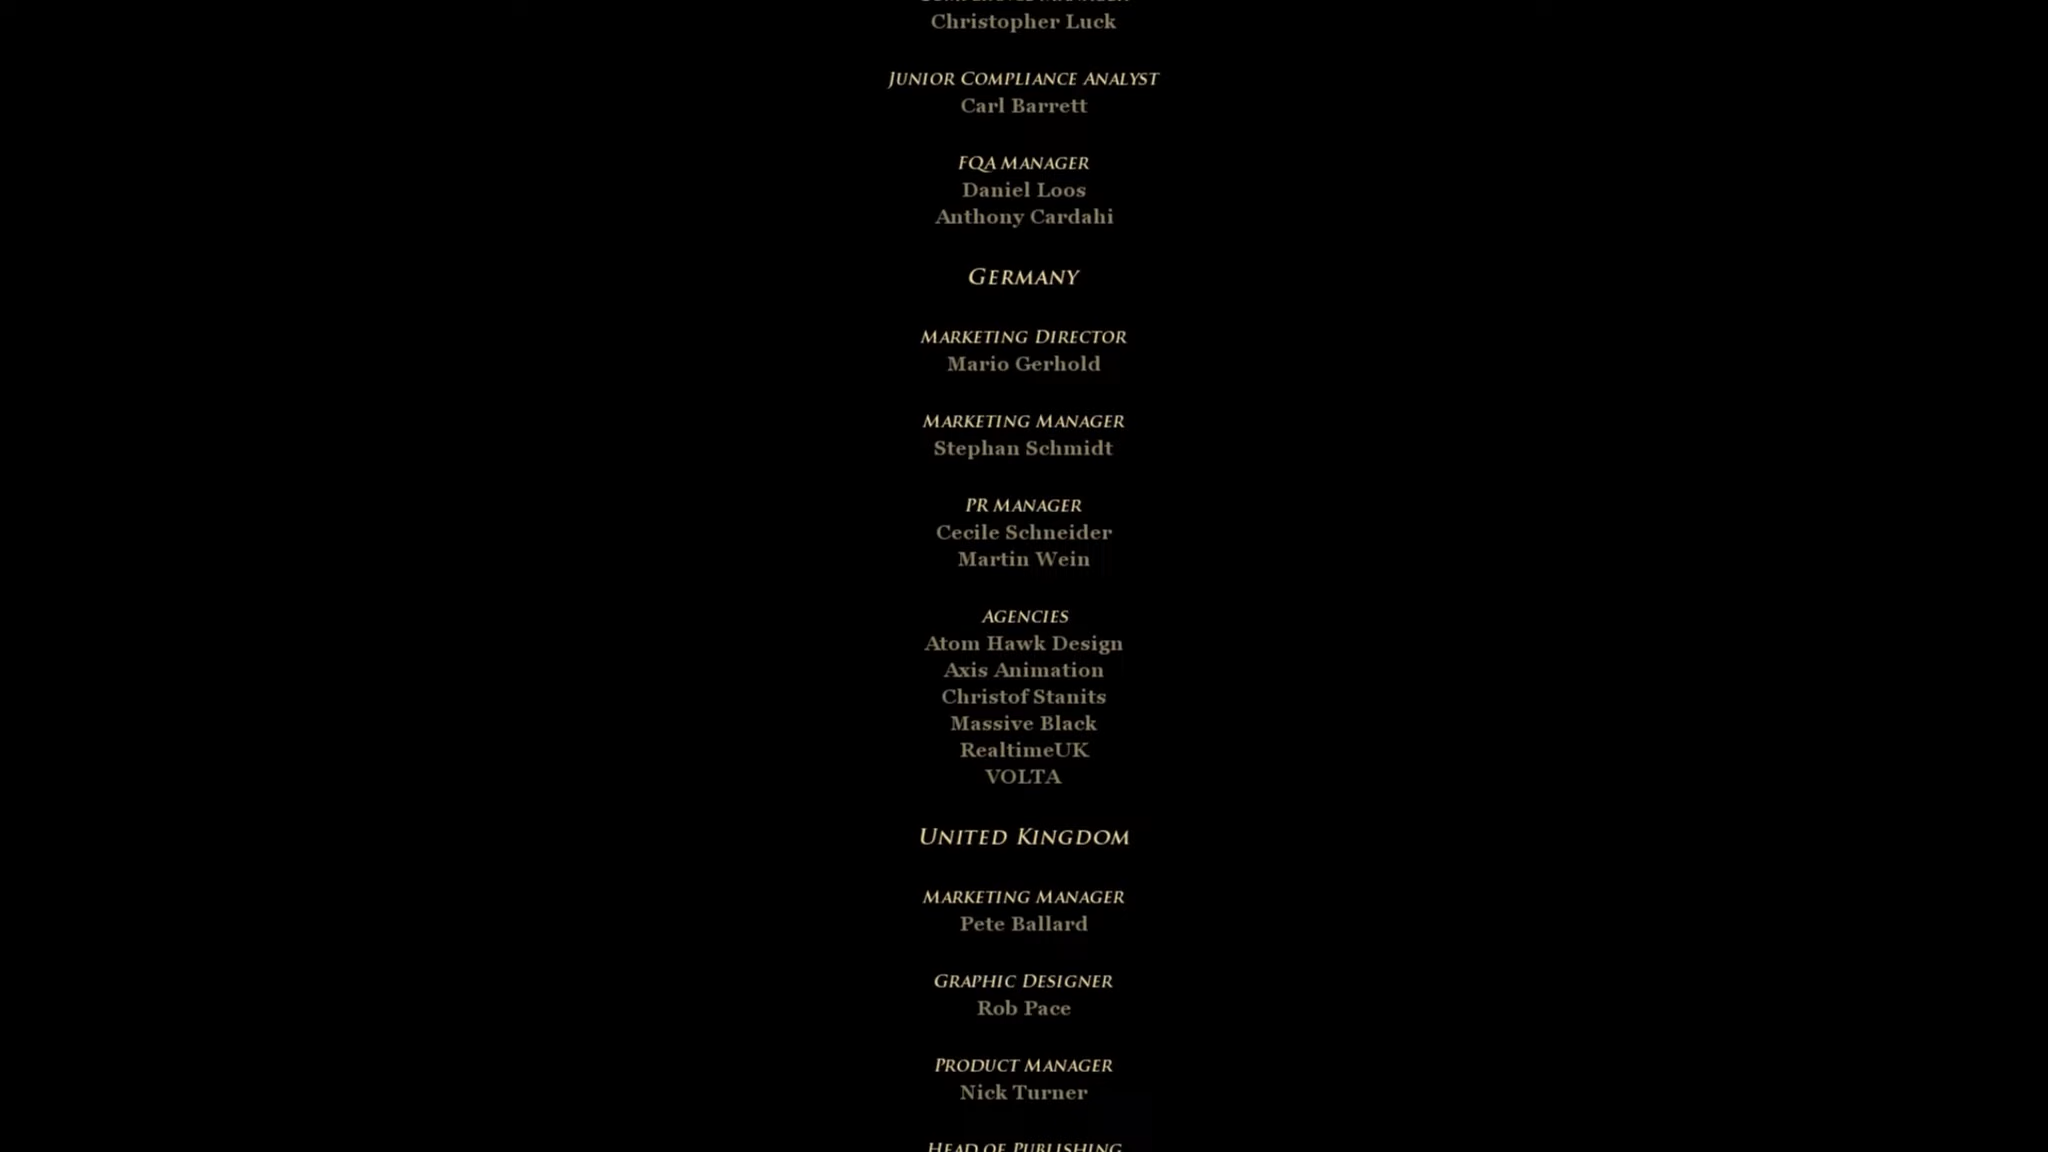 Christopher Luck
Junior Compliance Analyst
Carl Barrett
FQA Manager
Daniel Loos
Anthony Cardahi
Germany
Marketing Director
Mario Gerhold
Marketing Manager
Stephan Schmidt
PR Manager
Cecile Schneider
Martin Wein
Agencies
Atom Hawk Design
Axis Animation
Christof Stanits
Massive Black
RealtimeUK
VOLTA
United Kingdom
Marketing Manager
Pete Ballard
Graphic Designer
Rob Pace
Product Manager
Nick Turner
Head of Publishing